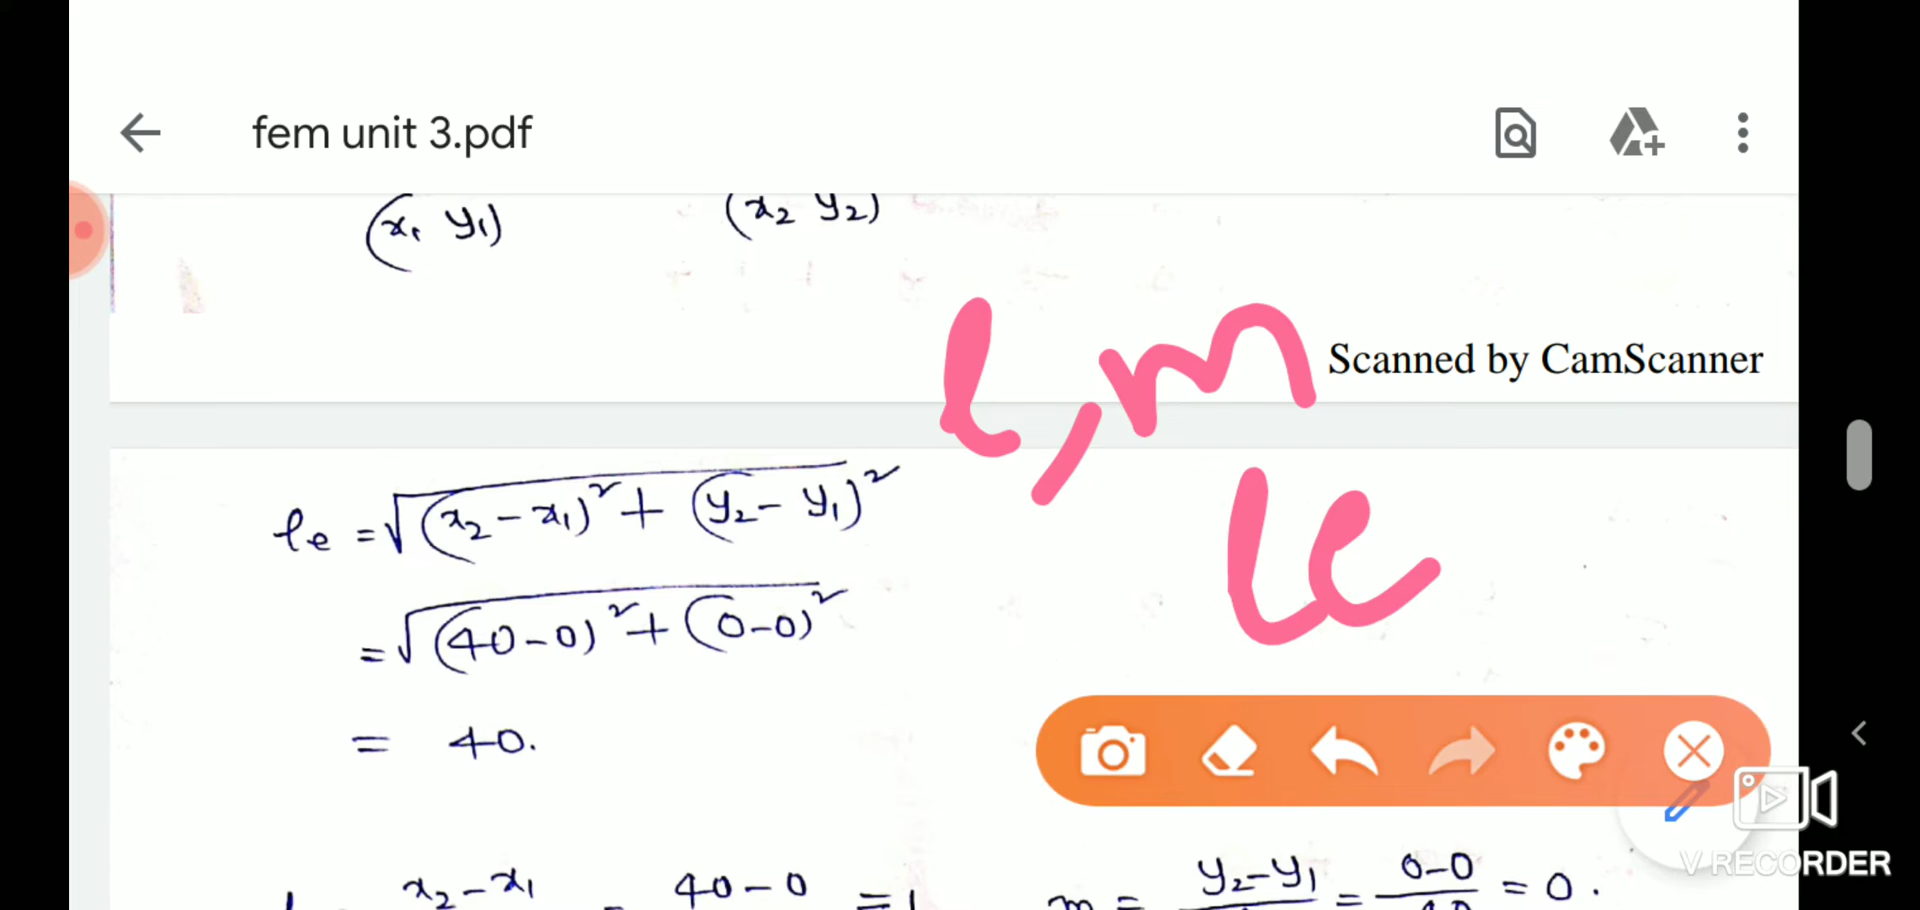 fem unit 3.pdf
(x₁ y₁) (x₂ y₂)
l, m
Scanned by CamScanner
le
ℓe = √(x₂ - x₁)² + (y₂ - y₁)²
= √(40-0)² + (0-0)²
= 40.
x₂ - x₁ = 40 - 0 = 1 m = y₂ - y₁ = 0-0 = 0.
40
V RECORDER